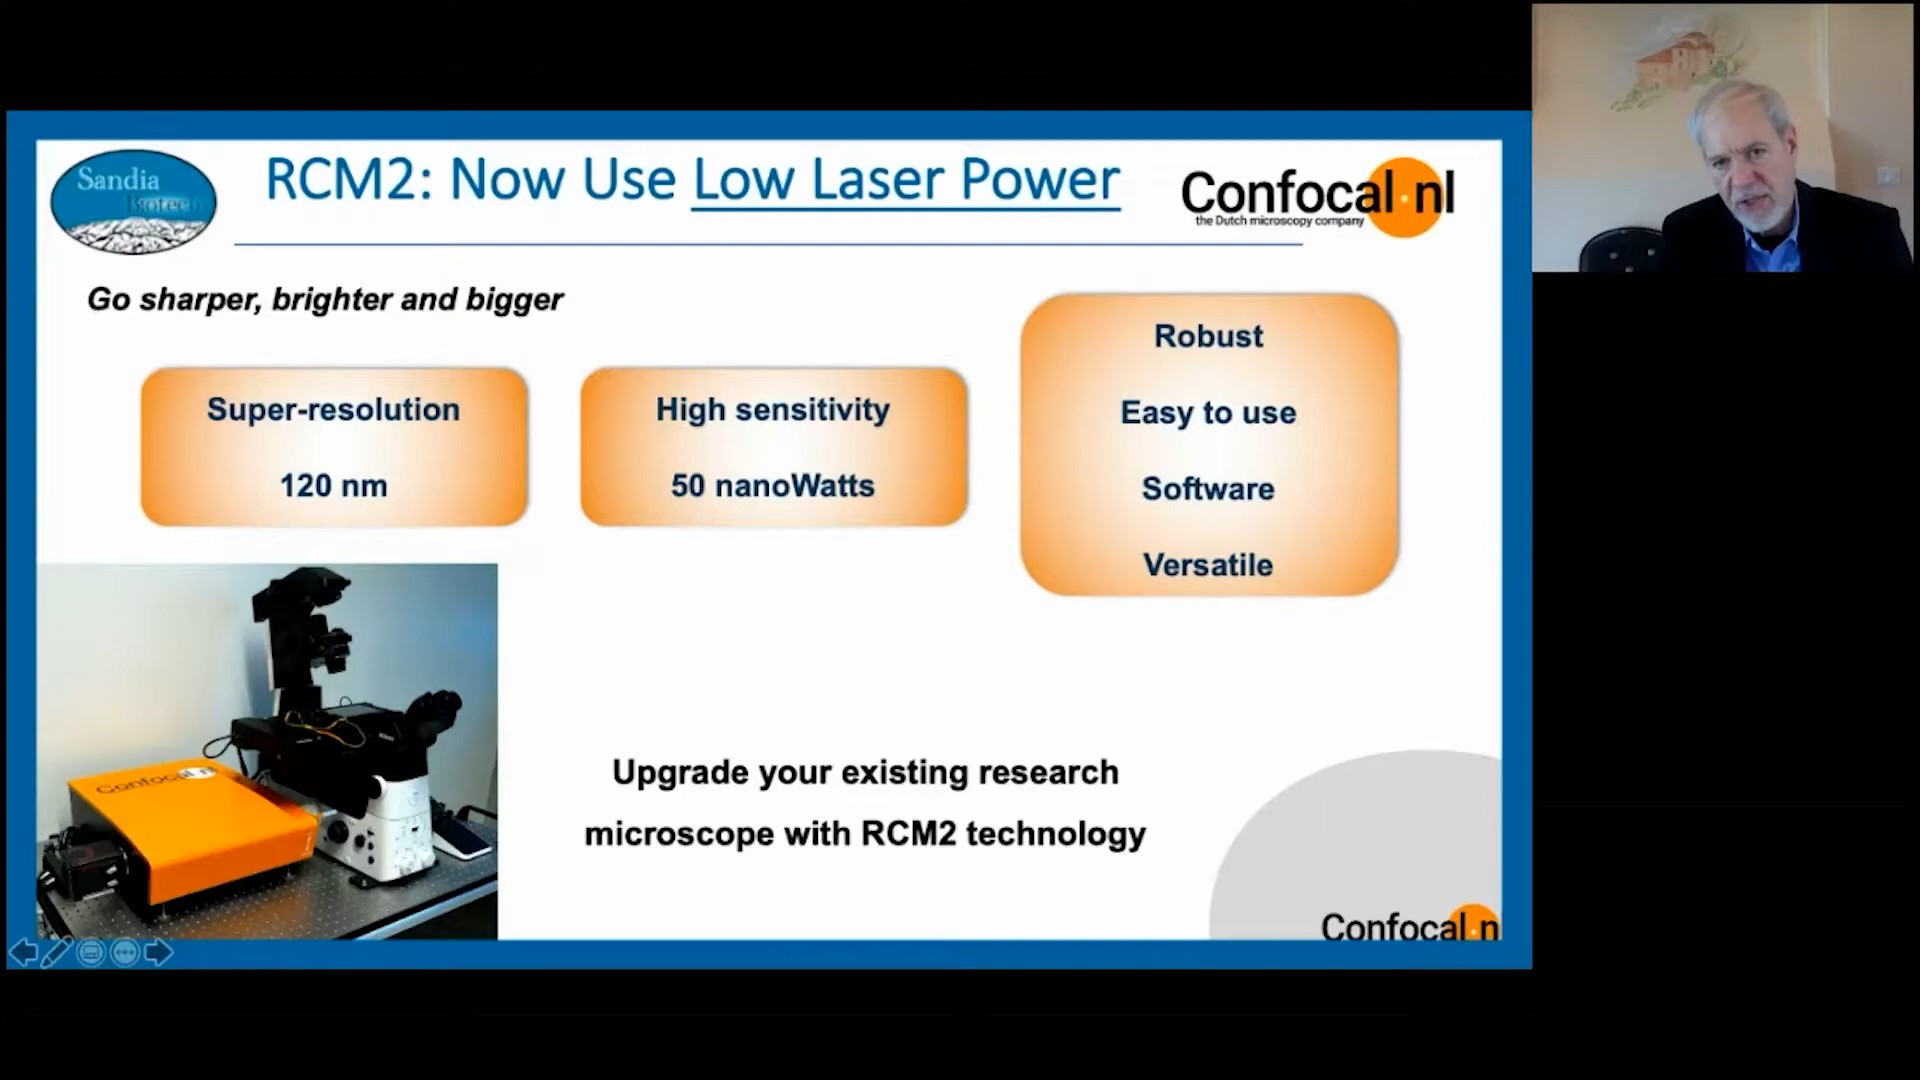 Sandia
Biotech
RCM2: Now Use Low Laser Power
Confocal.nl
the Dutch microscopy company
Go sharper, brighter and bigger
Super-resolution
120 nm
High sensitivity
50 nanoWatts
Robust
Easy to use
Software
Versatile
Confocal.nl
Upgrade your existing research
microscope with RCM2 technology
Confocal.n